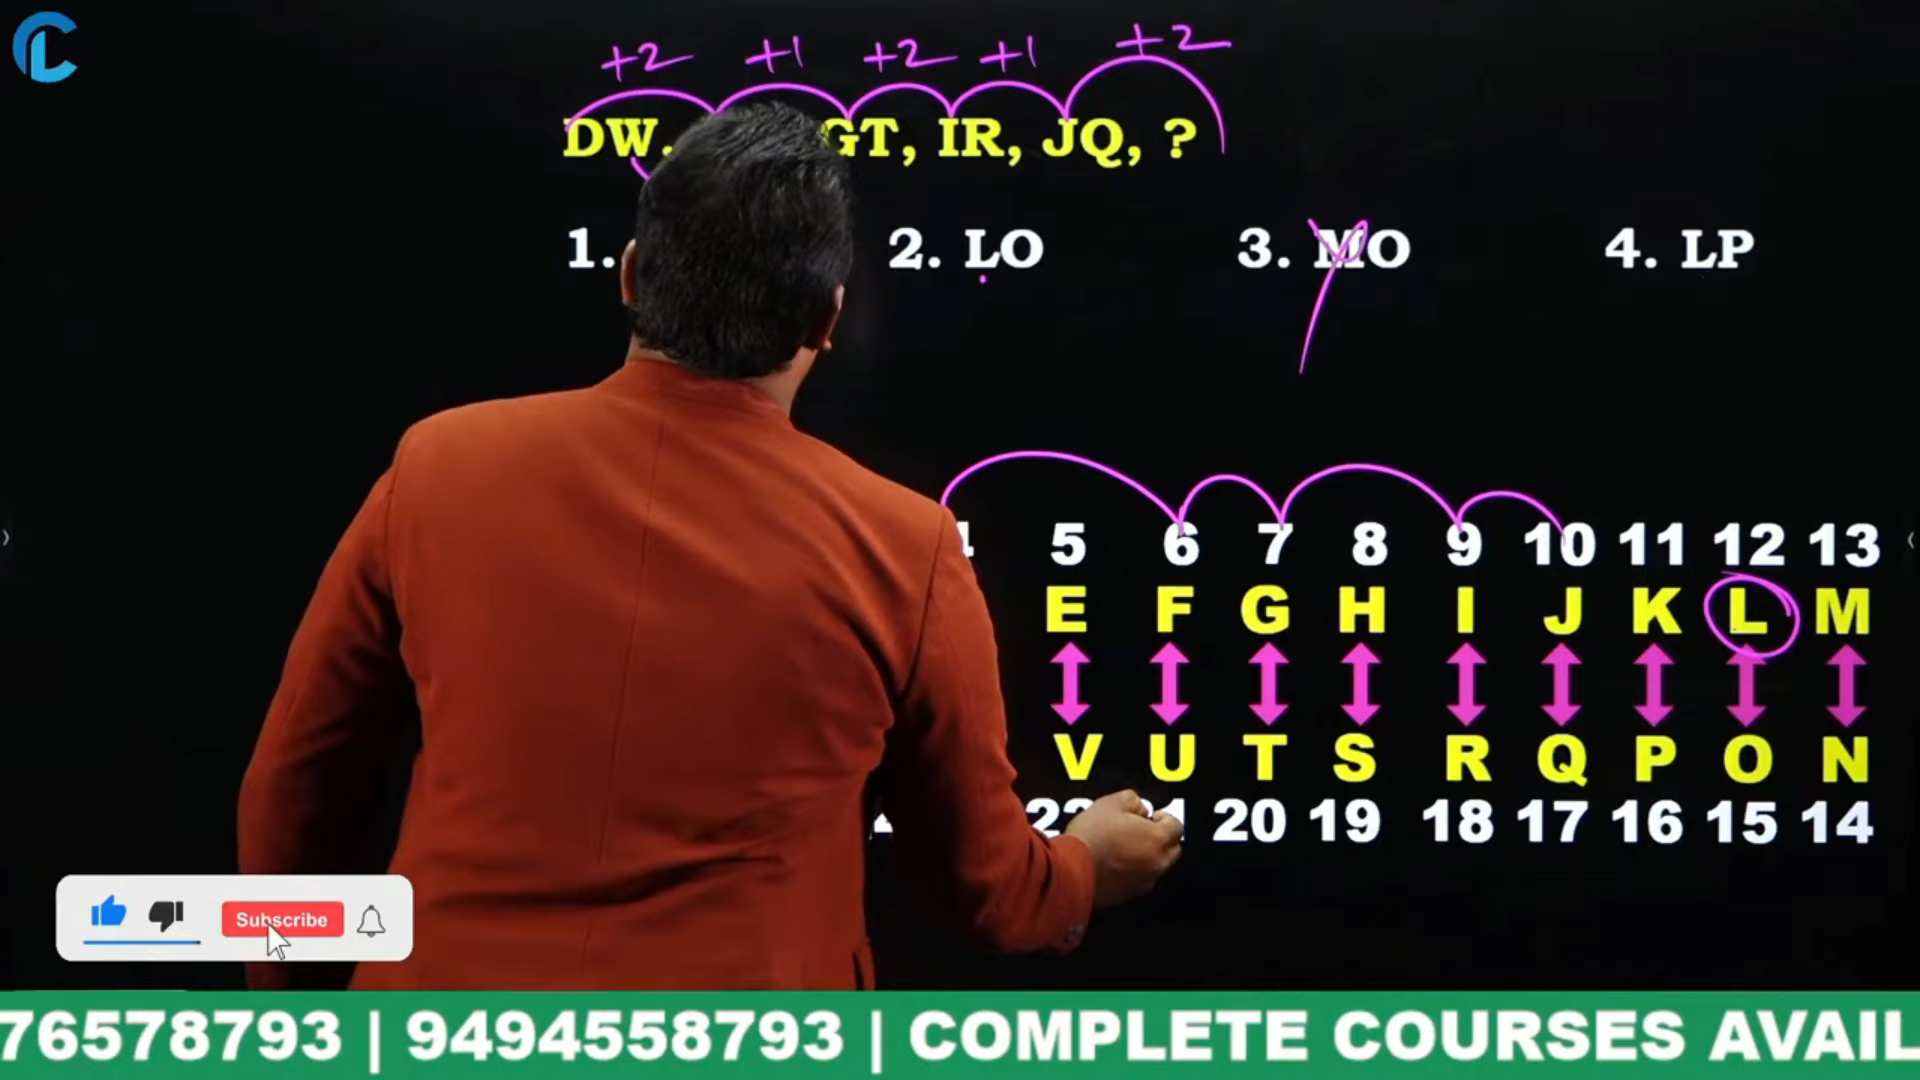 +2 +1 +2 +1 +2
DW, GT, IR, JQ, ?
1. 2. LO 3. MO 4. LP
5 6 7 8 9 10 11 12 13
E F G H I J K L M
V U T S R Q P O N
20 19 18 17 16 15 14
Subscribe
76578793 | 9494558793 | COMPLETE COURSES AVAIL